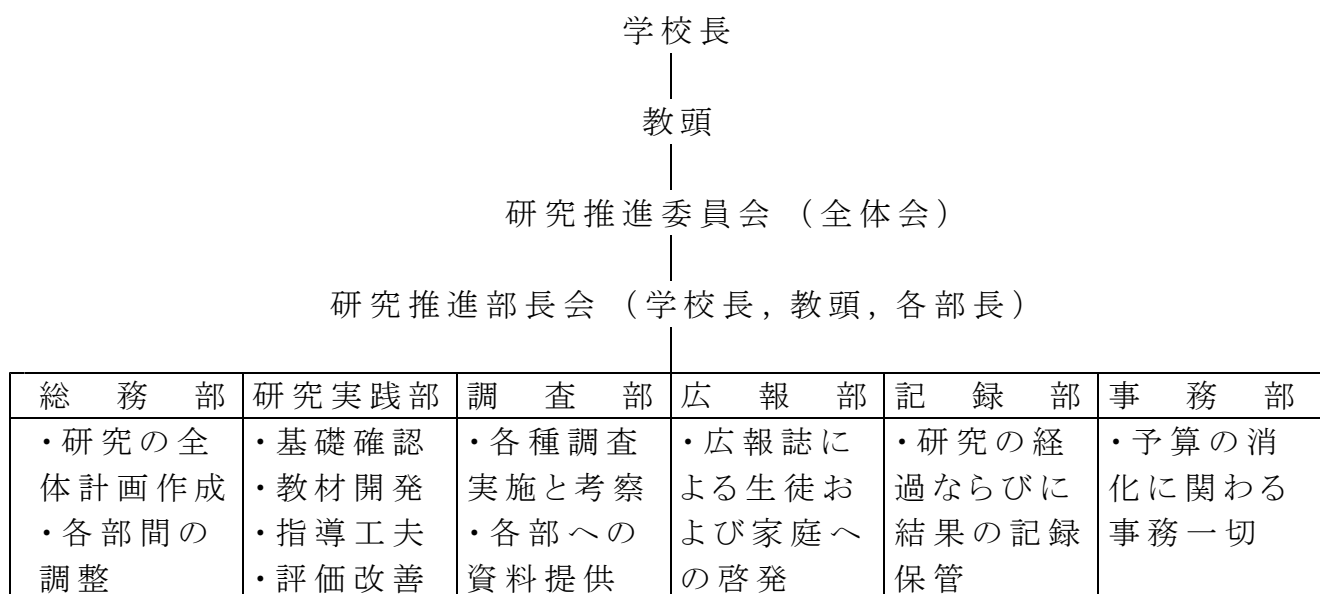 学校長
教頭
研究推進委員会 （全体会）
研究推進部長会 （学校長, 教頭, 各部長）
総務部
研究実践部
調査部
広報部
記録部
事務部
・研究の全
体計画作成
・各部間の
調整
・基礎確認
・教材開発
・指導工夫
・評価改善
・各種調査
実施と考察
・各部への
資料提供
・広報誌に
よる生徒お
よび家庭へ
の啓発
・研究の経
過ならびに
結果の記録
保管
・予算の消
化に関わる
事務一切